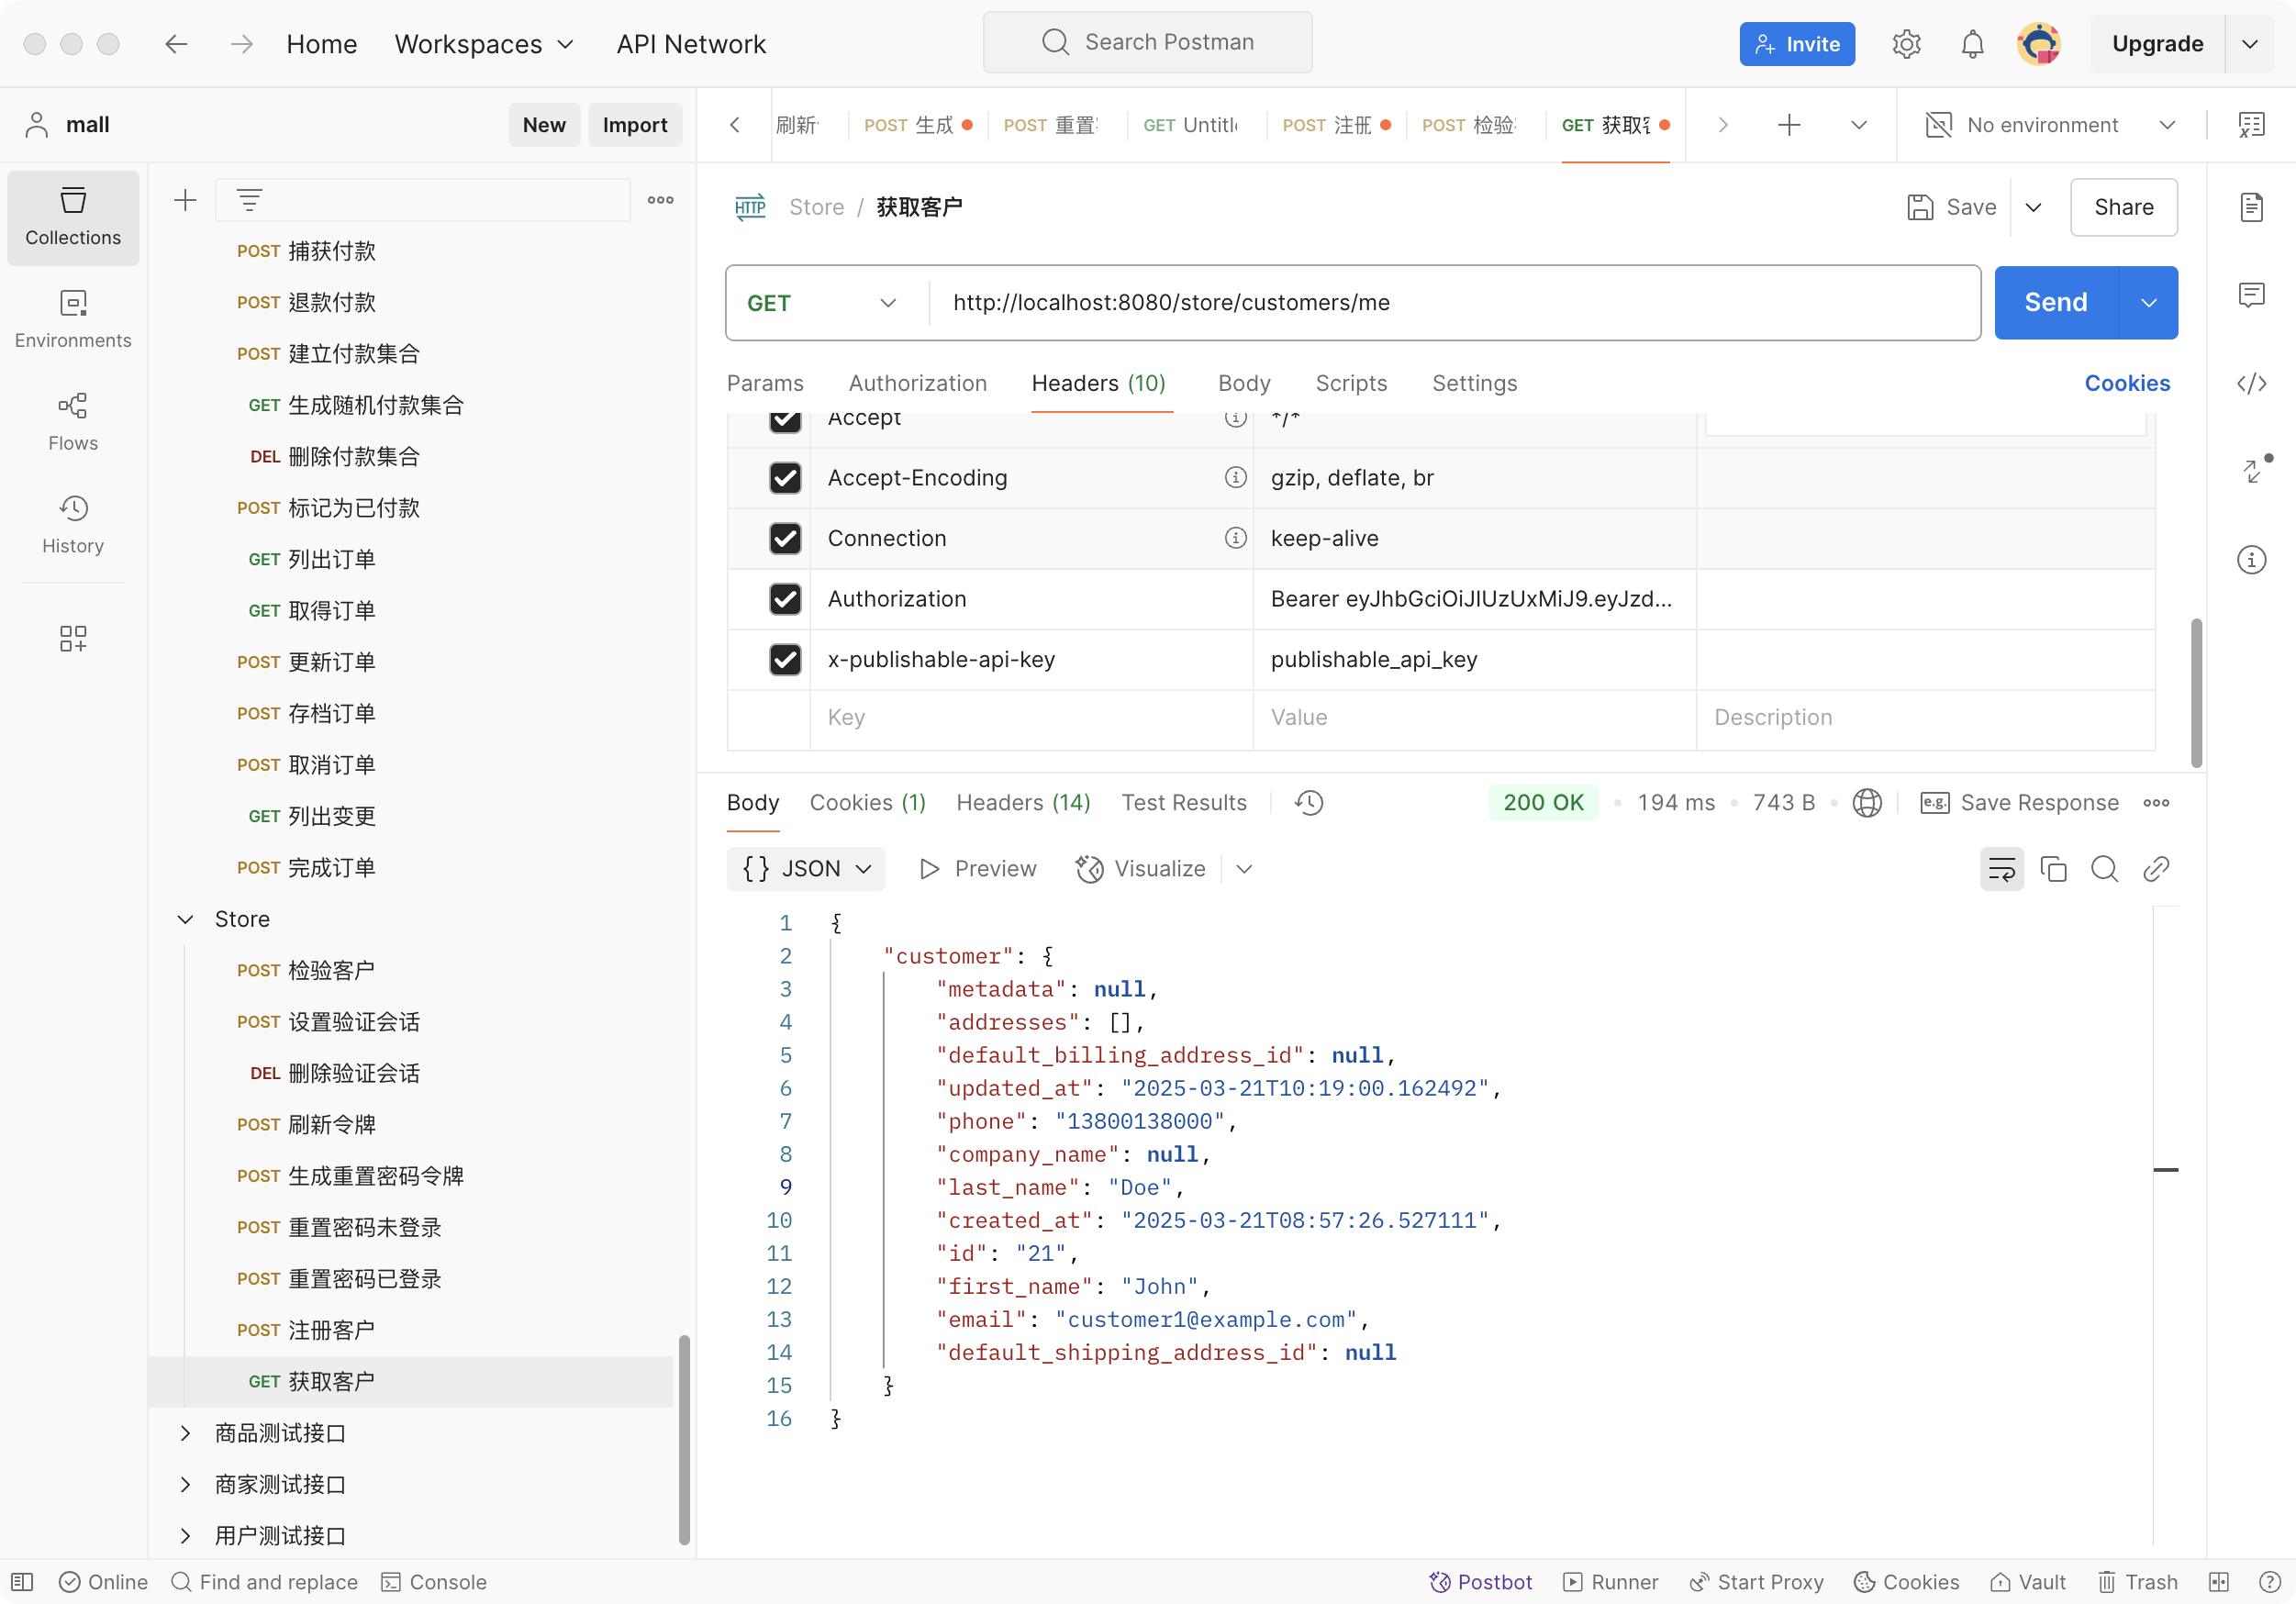 Home
Workspaces
API Network
Search Postman
Invite
Upgrade
mall
New
Import
刷新
POST 生成
POST 重置
GET Untitl
POST 注册
POST 检验
GET 获取
No environment
Collections
Environments
Flows
History
POST 捕获付款
POST 退款付款
POST 建立付款集合
GET 生成随机付款集合
DEL 删除付款集合
POST 标记为已付款
GET 列出订单
GET 取得订单
POST 更新订单
POST 存档订单
POST 取消订单
GET 列出变更
POST 完成订单
Store
POST 检验客户
POST 设置验证会话
DEL 删除验证会话
POST 刷新令牌
POST 生成重置密码令牌
POST 重置密码未登录
POST 重置密码已登录
POST 注册客户
GET 获取客户
商品测试接口
商家测试接口
用户测试接口
HTTP Store / 获取客户
Save
Share
GET http://localhost:8080/store/customers/me
Send
Params Authorization Headers (10) Body Scripts Settings
Cookies
Accept */*
Accept-Encoding gzip, deflate, br
Connection keep-alive
Authorization Bearer eyJhbGciOiJIUzUxMiJ9.eyJzd...
x-publishable-api-key publishable_api_key
Key Value Description
Body Cookies (1) Headers (14) Test Results
200 OK • 194 ms • 743 B
e.g. Save Response
{} JSON Preview Visualize
1 {
2 "customer": {
3 "metadata": null,
4 "addresses": [],
5 "default_billing_address_id": null,
6 "updated_at": "2025-03-21T10:19:00.162492",
7 "phone": "13800138000",
8 "company_name": null,
9 "last_name": "Doe",
10 "created_at": "2025-03-21T08:57:26.527111",
11 "id": "21",
12 "first_name": "John",
13 "email": "customer1@example.com",
14 "default_shipping_address_id": null
15 }
16 }
Online Find and replace Console
Postbot Runner Start Proxy Cookies Vault Trash